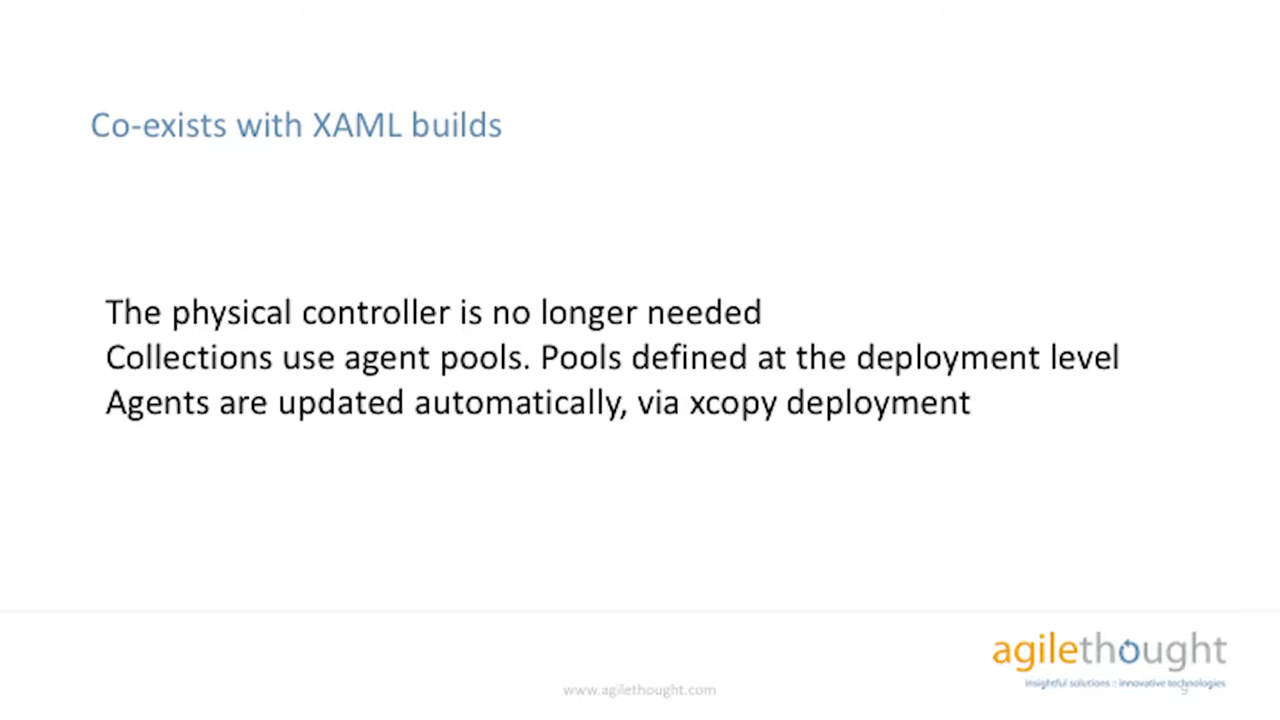 Co-exists with XAML builds
The physical controller is no longer needed
Collections use agent pools. Pools defined at the deployment level
Agents are updated automatically, via xcopy deployment
agilethought
insightful solutions :: innovative technologies
www.agilethought.com
9